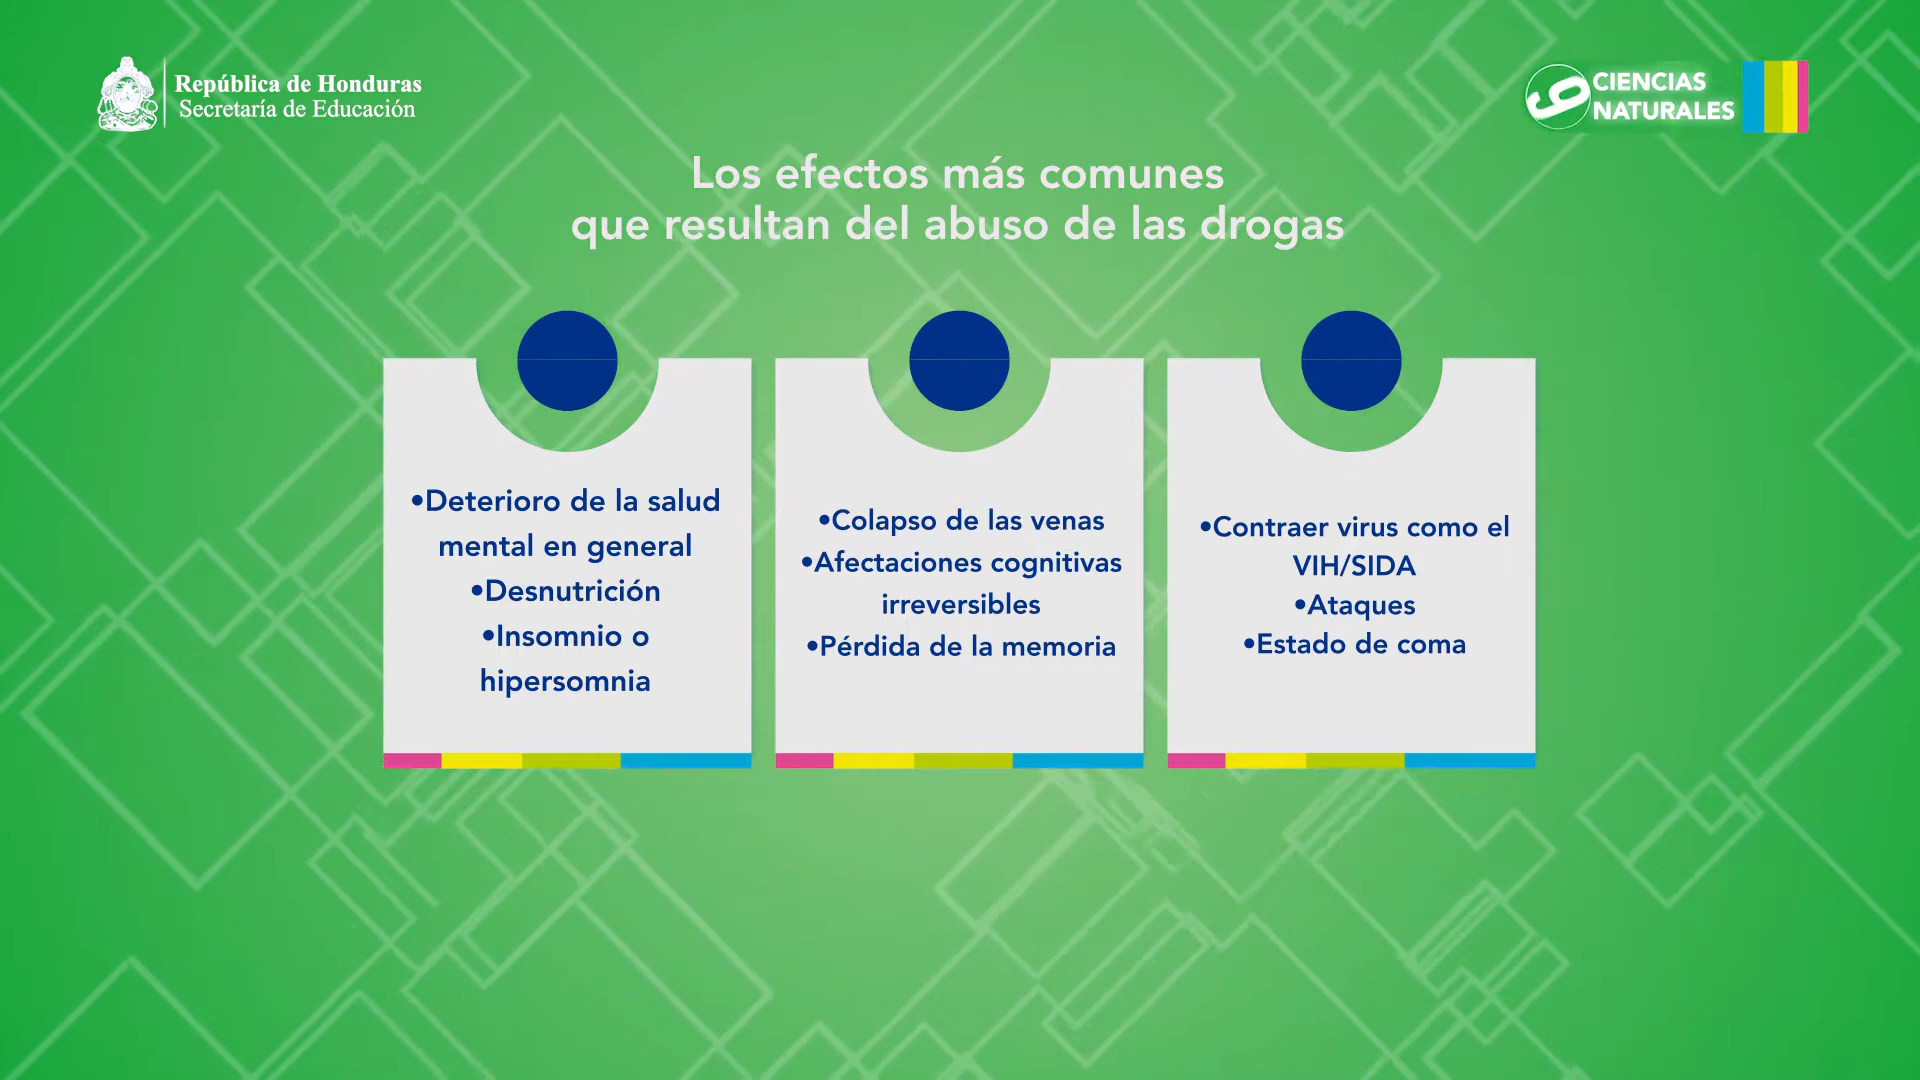 República de Honduras
Secretaría de Educación
6
CIENCIAS
NATURALES
Los efectos más comunes
que resultan del abuso de las drogas
•Deterioro de la salud
mental en general
•Desnutrición
•Insomnio o
hipersomnia
•Colapso de las venas
•Afectaciones cognitivas
irreversibles
•Pérdida de la memoria
•Contraer virus como el
VIH/SIDA
•Ataques
•Estado de coma